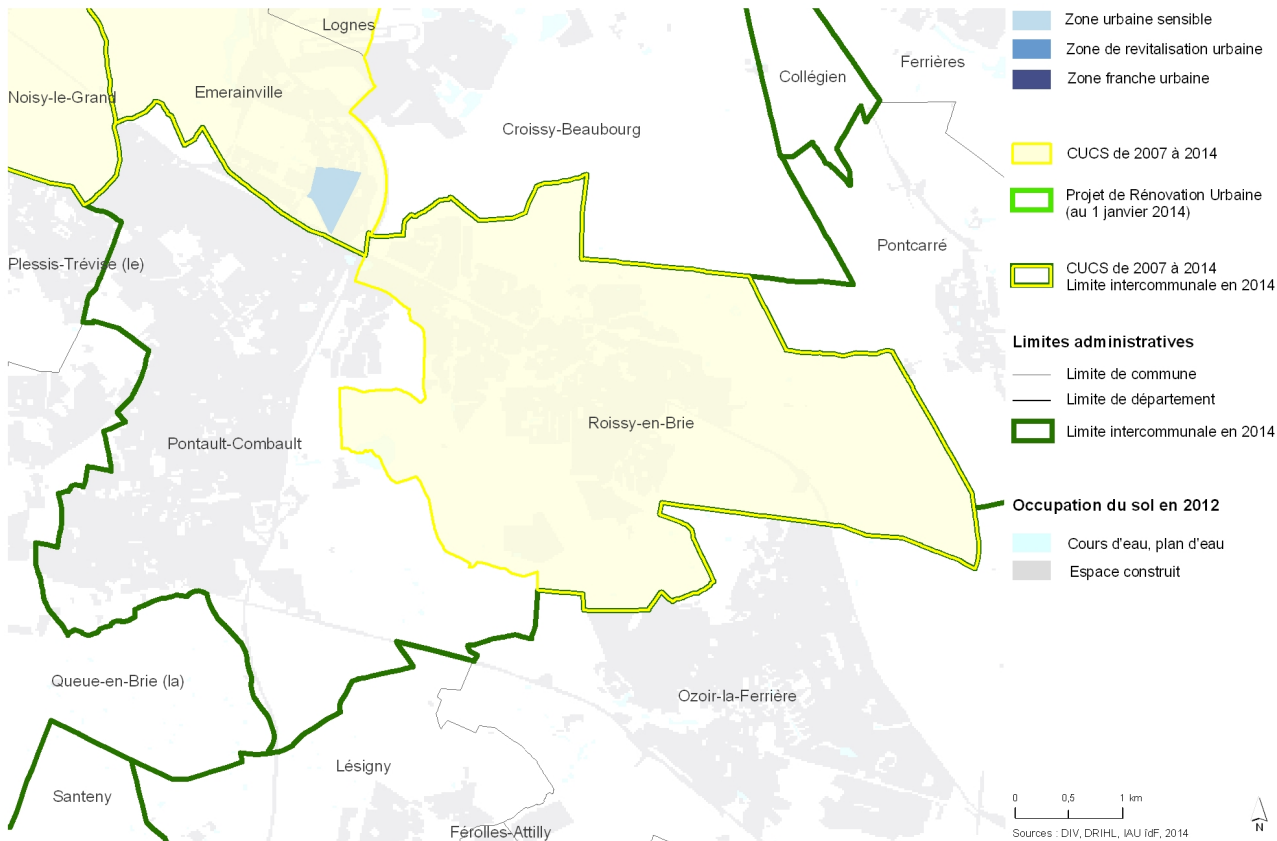 Lognes
Noisy-le-Grand
Emerainville
Collégien
Ferrières
Croissy-Beaubourg
Plessis-Trévise (le)
Pontcarré
Pontault-Combault
Roissy-en-Brie
Queue-en-Brie (la)
Ozoir-la-Ferrière
Lésigny
Santeny
Férolles-Attilly
Zone urbaine sensible
Zone de revitalisation urbaine
Zone franche urbaine
CUCS de 2007 à 2014
Projet de Rénovation Urbaine
(au 1 janvier 2014)
CUCS de 2007 à 2014
Limite intercommunale en 2014
Limites administratives
Limite de commune
Limite de département
Limite intercommunale en 2014
Occupation du sol en 2012
Cours d'eau, plan d'eau
Espace construit
0 0,5 1 km
N
Sources : DIV, DRIHL, IAU îdF, 2014